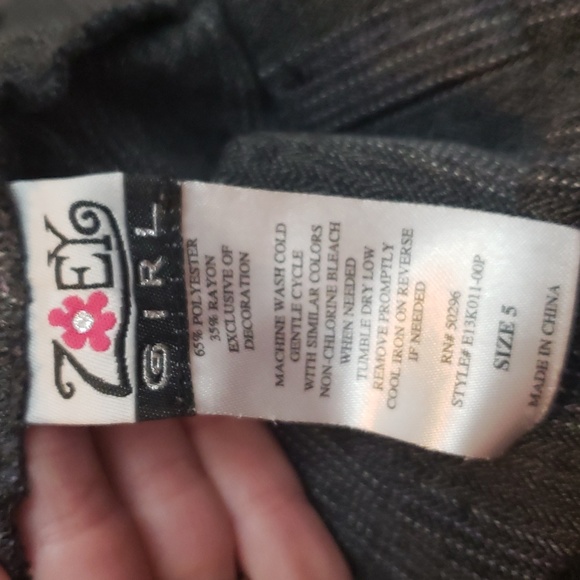 ZOEY
GIRL
65% POLYESTER
35% RAYON
EXCLUSIVE OF
DECORATION
MACHINE WASH COLD
GENTLE CYCLE
WITH SIMILAR COLORS
NON-CHLORINE BLEACH
WHEN NEEDED
TUMBLE DRY LOW
REMOVE PROMPTLY
COOL IRON ON REVERSE
IF NEEDED
RN# 50296
STYLE# E13K011-00P
SIZE 5
MADE IN CHINA